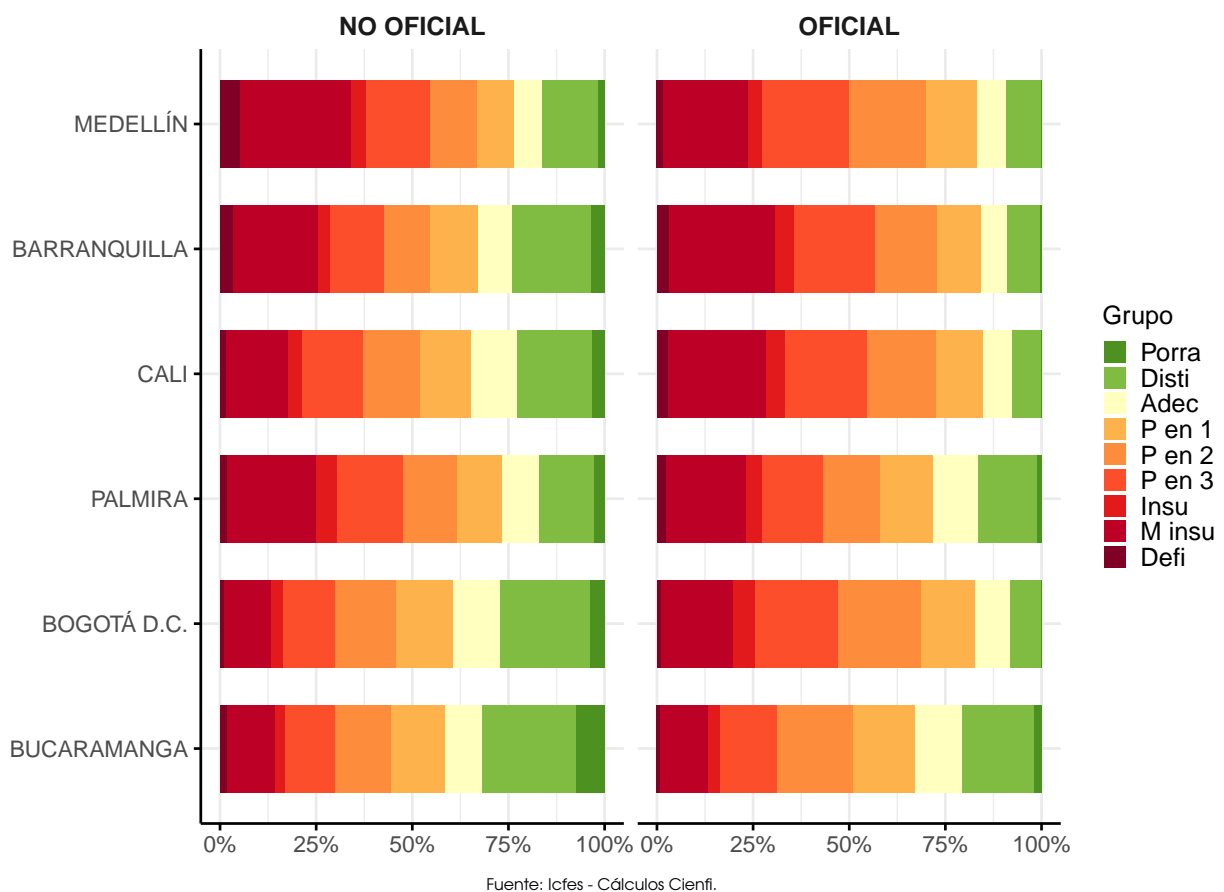 NO OFICIAL
OFICIAL
MEDELLÍN
BARRANQUILLA
CALI
PALMIRA
BOGOTÁ D.C.
BUCARAMANGA
0% 25% 50% 75% 100% 0% 25% 50% 75% 100%
Grupo
Porra
Disti
Adec
P en 1
P en 2
P en 3
Insu
M insu
Defi
Fuente: Icfes - Cálculos Cienfi.